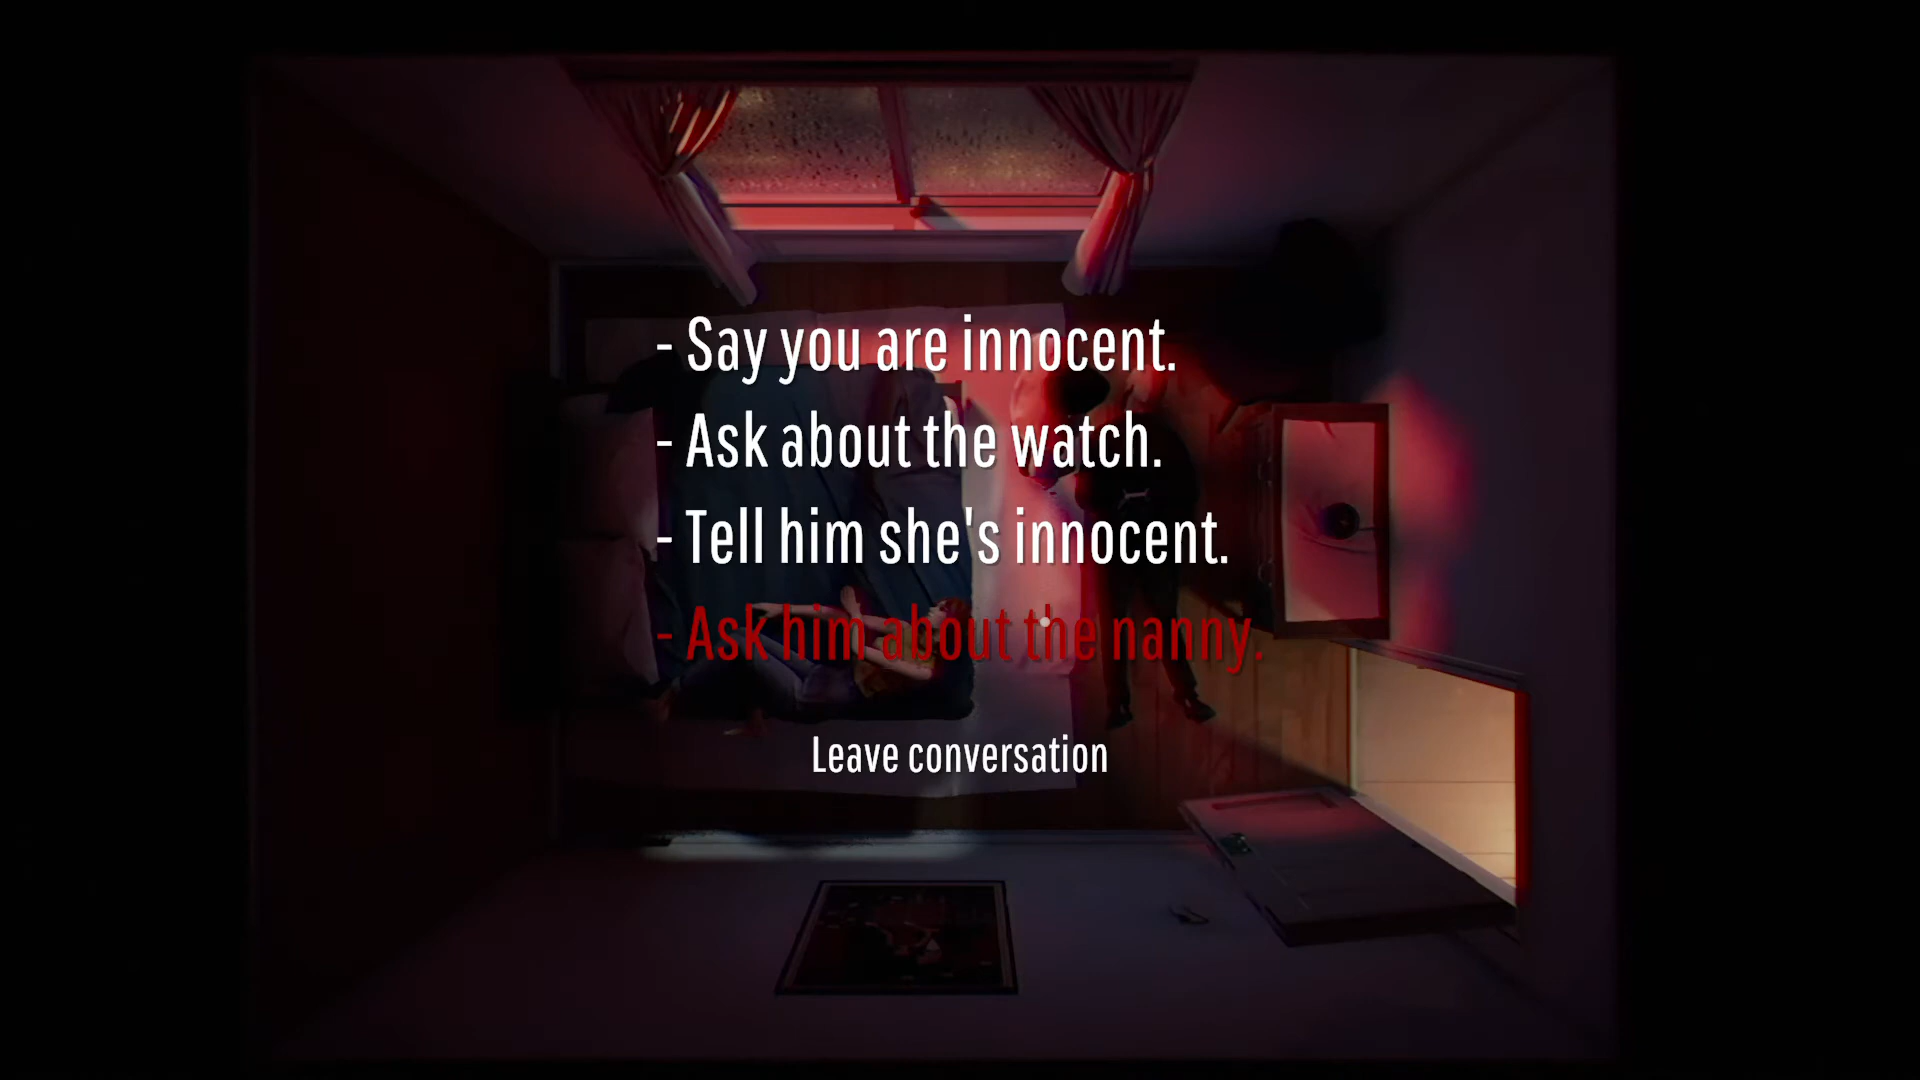 - Say you are innocent.
- Ask about the watch.
- Tell him she's innocent.
- Ask him about the nanny.
Leave conversation